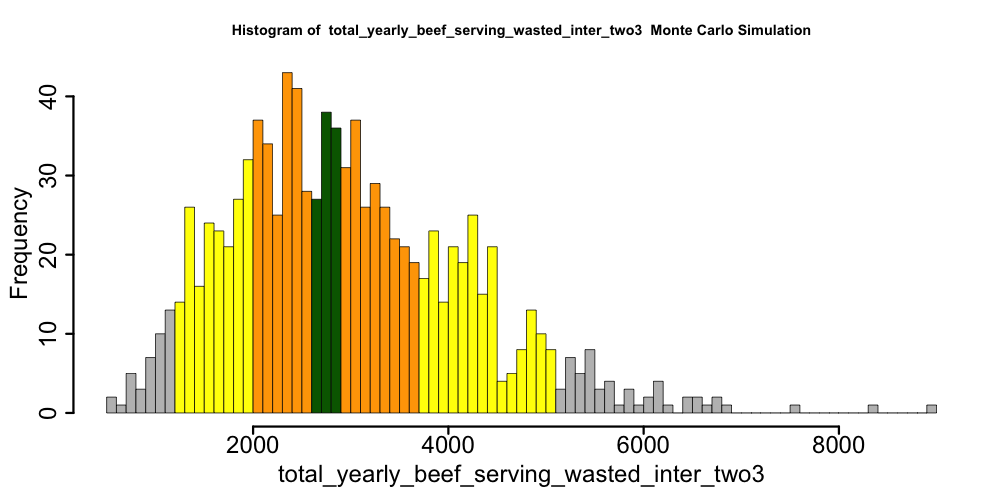 Histogram of  total_yearly_beef_serving_wasted_inter_two3  Monte Carlo Simulation
Frequency
40
30
20
10
0
2000 4000 6000 8000
total_yearly_beef_serving_wasted_inter_two3